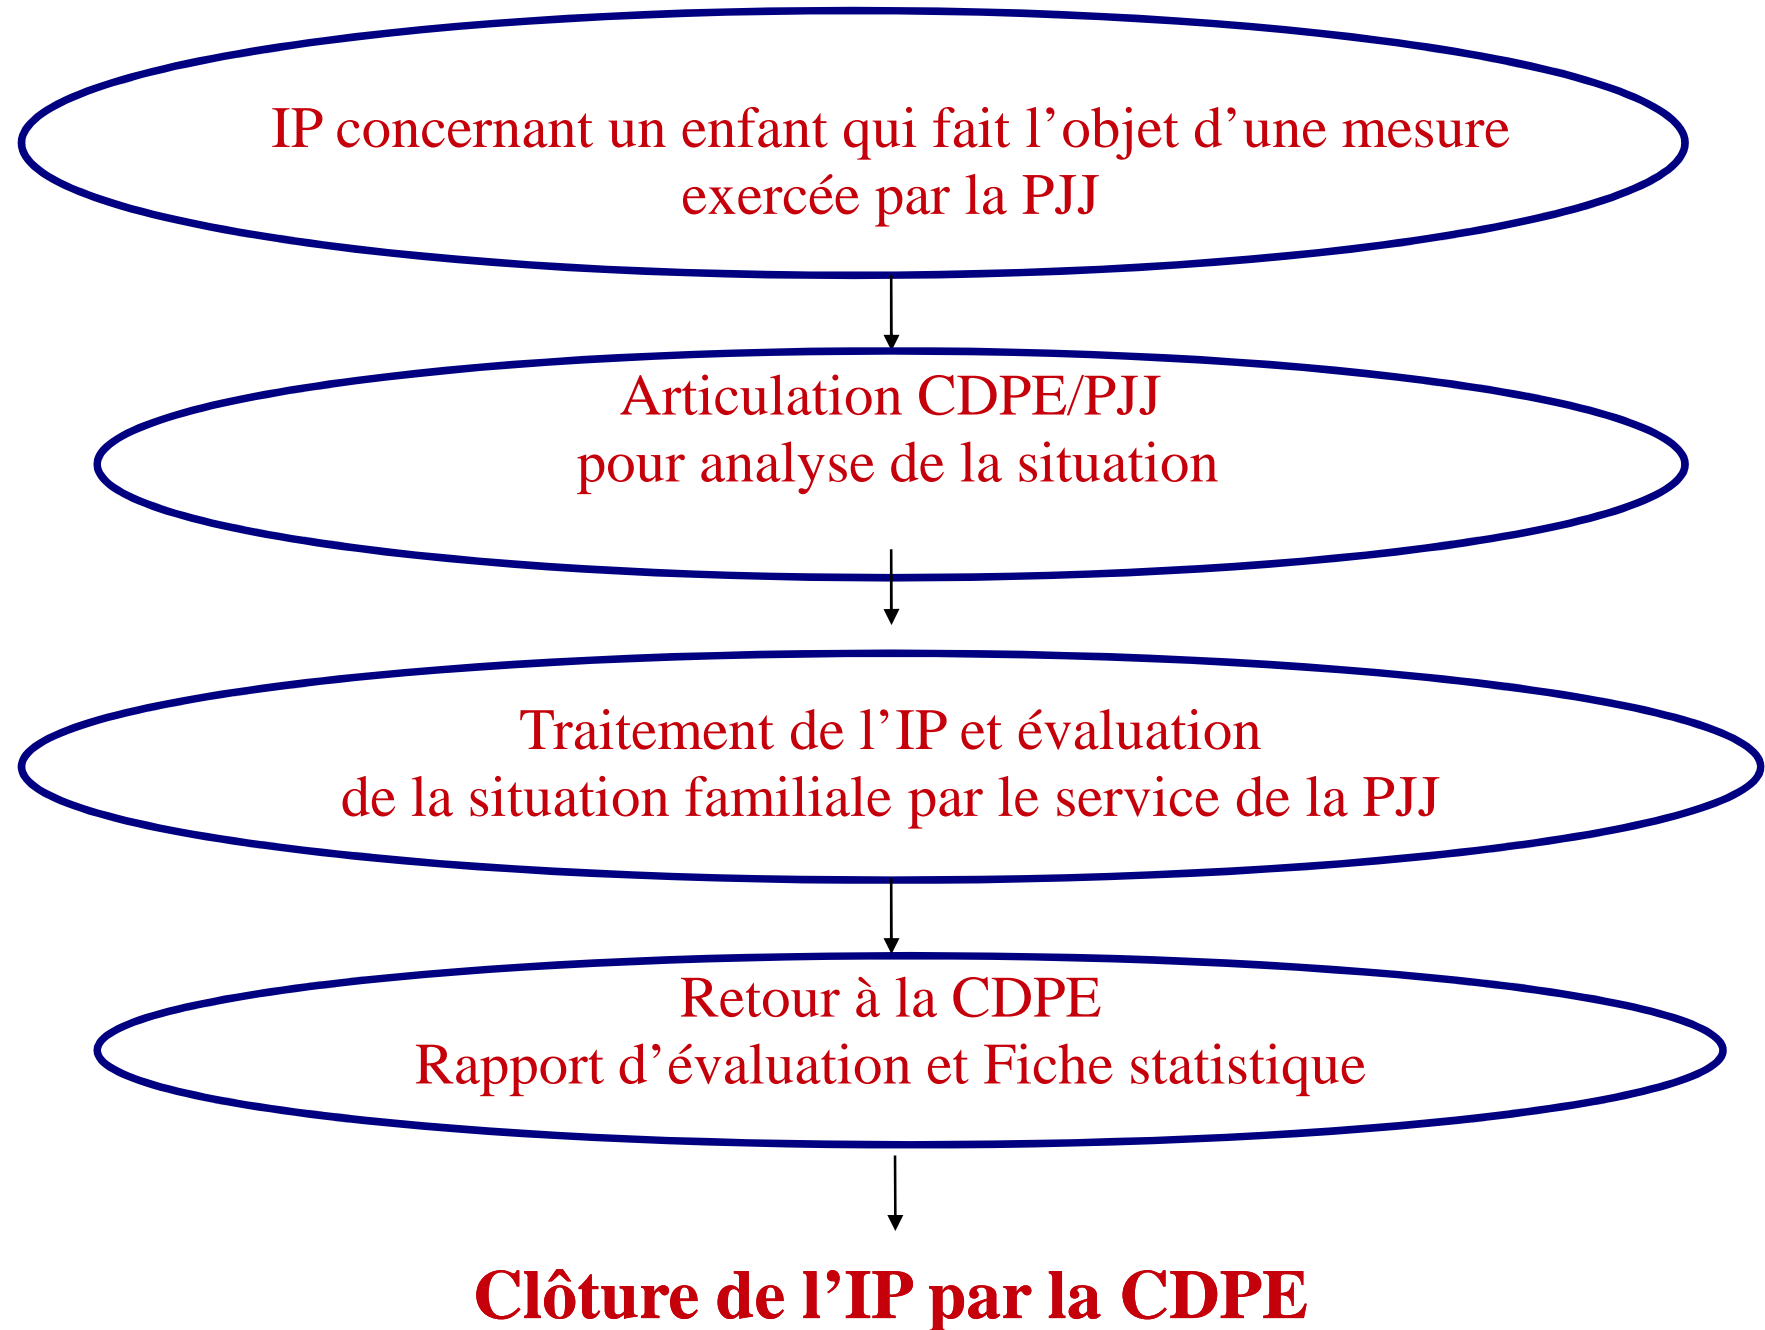 IP concernant un enfant qui fait l’objet d’une mesure
exercée par la PJJ
Articulation CDPE/PJJ
pour analyse de la situation
Traitement de l’IP et évaluation
de la situation familiale par le service de la PJJ
Retour à la CDPE
Rapport d’évaluation et Fiche statistique
Clôture de l’IP par la CDPE